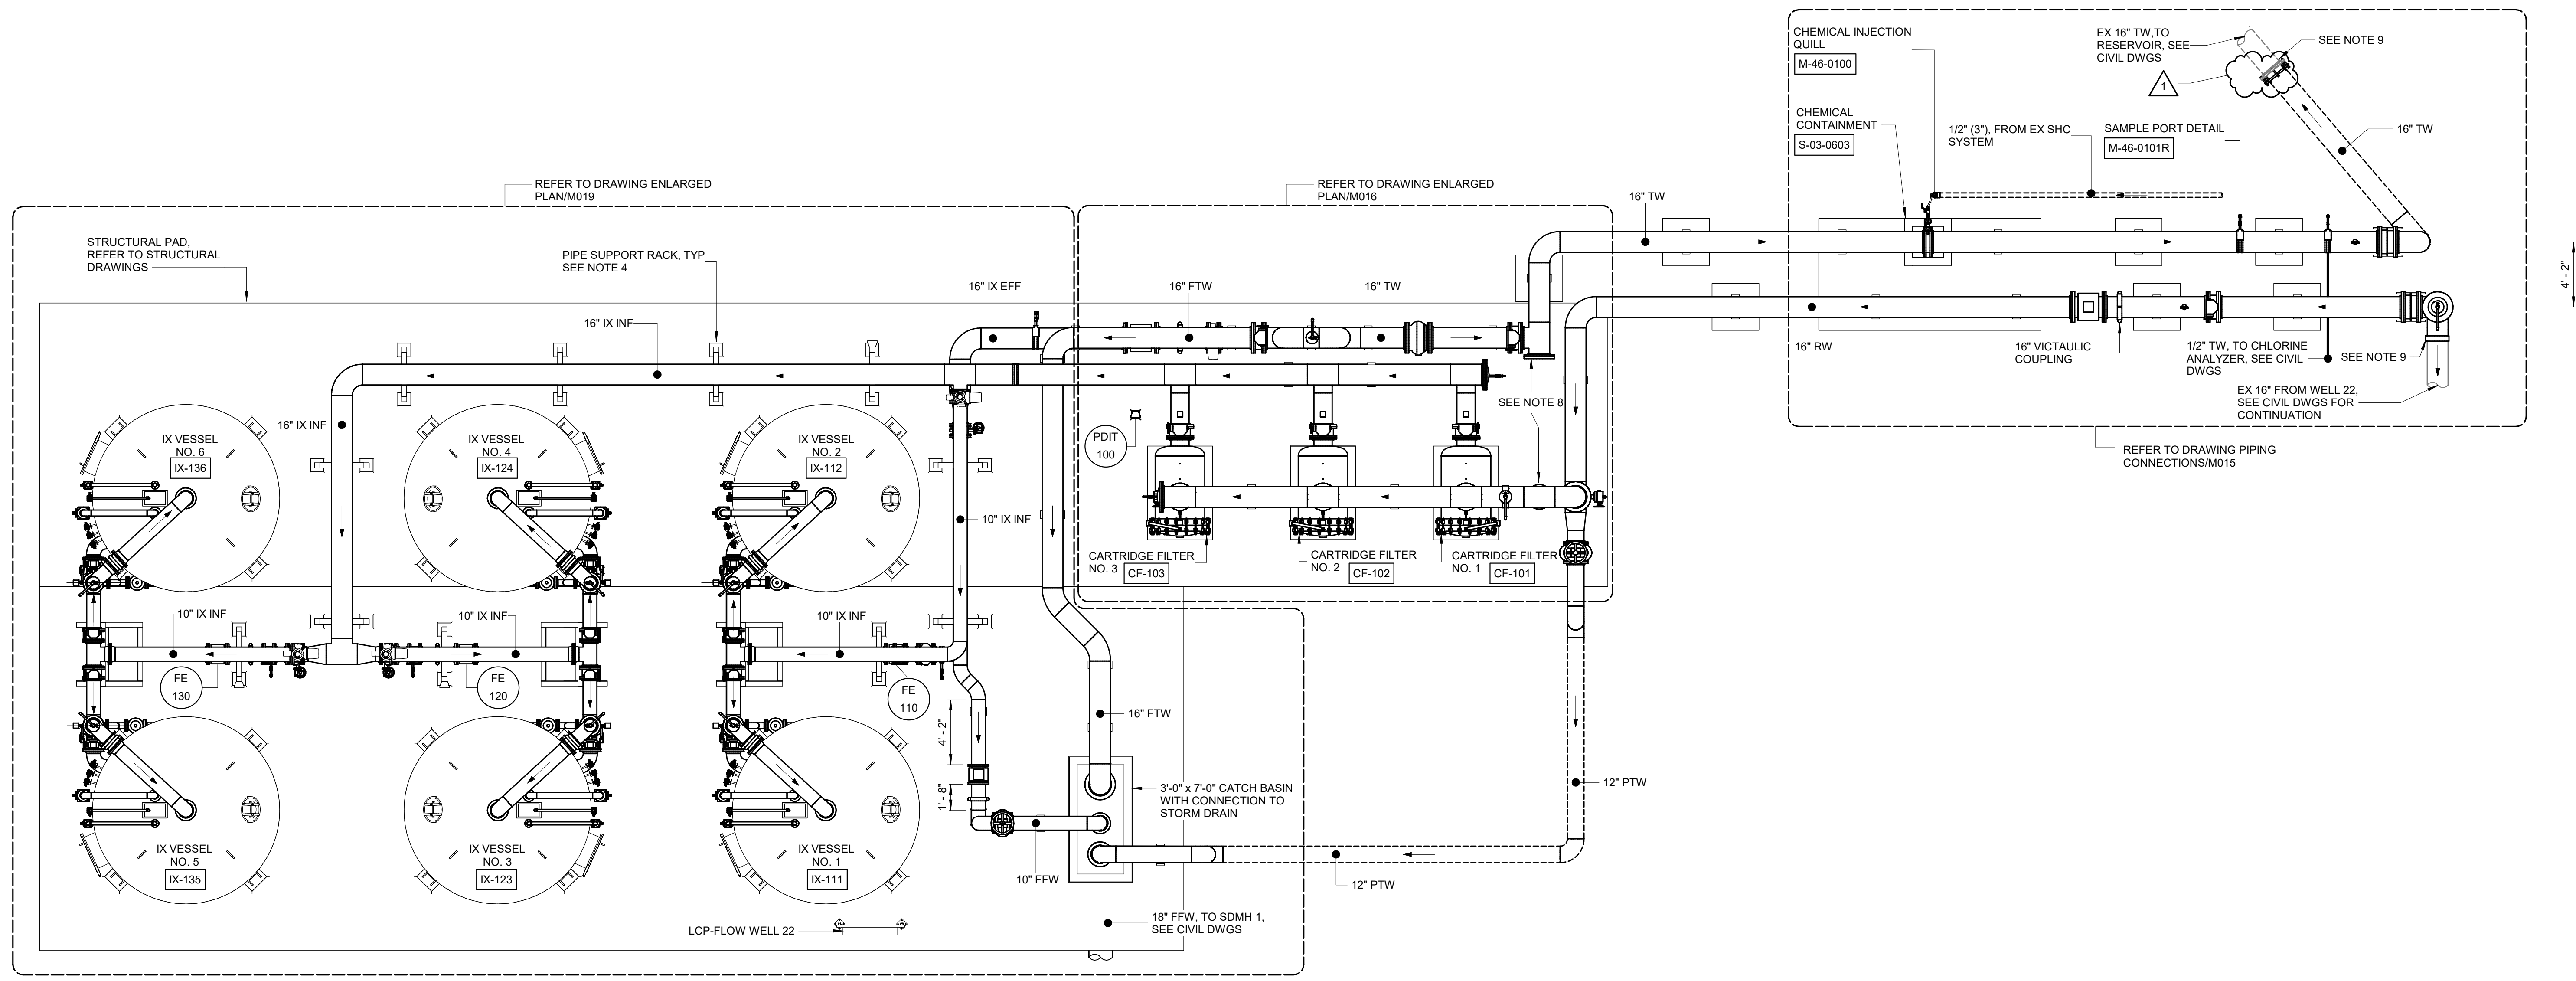 CHEMICAL INJECTION
QUILL
M-46-0100
EX 16" TW,TO
RESERVOIR, SEE
CIVIL DWGS
SEE NOTE 9
1
CHEMICAL
CONTAINMENT
S-03-0603
1/2" (3"), FROM EX SHC
SYSTEM
SAMPLE PORT DETAIL
M-46-0101R
16" TW
REFER TO DRAWING ENLARGED
PLAN/M019
REFER TO DRAWING ENLARGED
PLAN/M016
16" TW
STRUCTURAL PAD,
REFER TO STRUCTURAL
DRAWINGS
PIPE SUPPORT RACK, TYP
SEE NOTE 4
16" IX EFF
16" FTW
16" TW
4' - 2"
16" IX INF
16" RW
16" VICTAULIC
COUPLING
1/2" TW, TO CHLORINE
ANALYZER, SEE CIVIL
DWGS
SEE NOTE 9
EX 16" FROM WELL 22,
SEE CIVIL DWGS FOR
CONTINUATION
SEE NOTE 8
REFER TO DRAWING PIPING
CONNECTIONS/M015
16" IX INF
IX VESSEL
NO. 6
IX-136
IX VESSEL
NO. 4
IX-124
IX VESSEL
NO. 2
IX-112
PDIT
100
10" IX INF
CARTRIDGE FILTER
NO. 3
CF-103
CARTRIDGE FILTER
NO. 2
CF-102
CARTRIDGE FILTER
NO. 1
CF-101
10" IX INF
10" IX INF
10" IX INF
FE
130
FE
120
FE
110
4' - 2"
16" FTW
1' - 8"
3'-0" x 7'-0" CATCH BASIN
WITH CONNECTION TO
STORM DRAIN
12" PTW
IX VESSEL
NO. 5
IX-135
IX VESSEL
NO. 3
IX-123
IX VESSEL
NO. 1
IX-111
10" FFW
12" PTW
18" FFW, TO SDMH 1,
SEE CIVIL DWGS
LCP-FLOW WELL 22